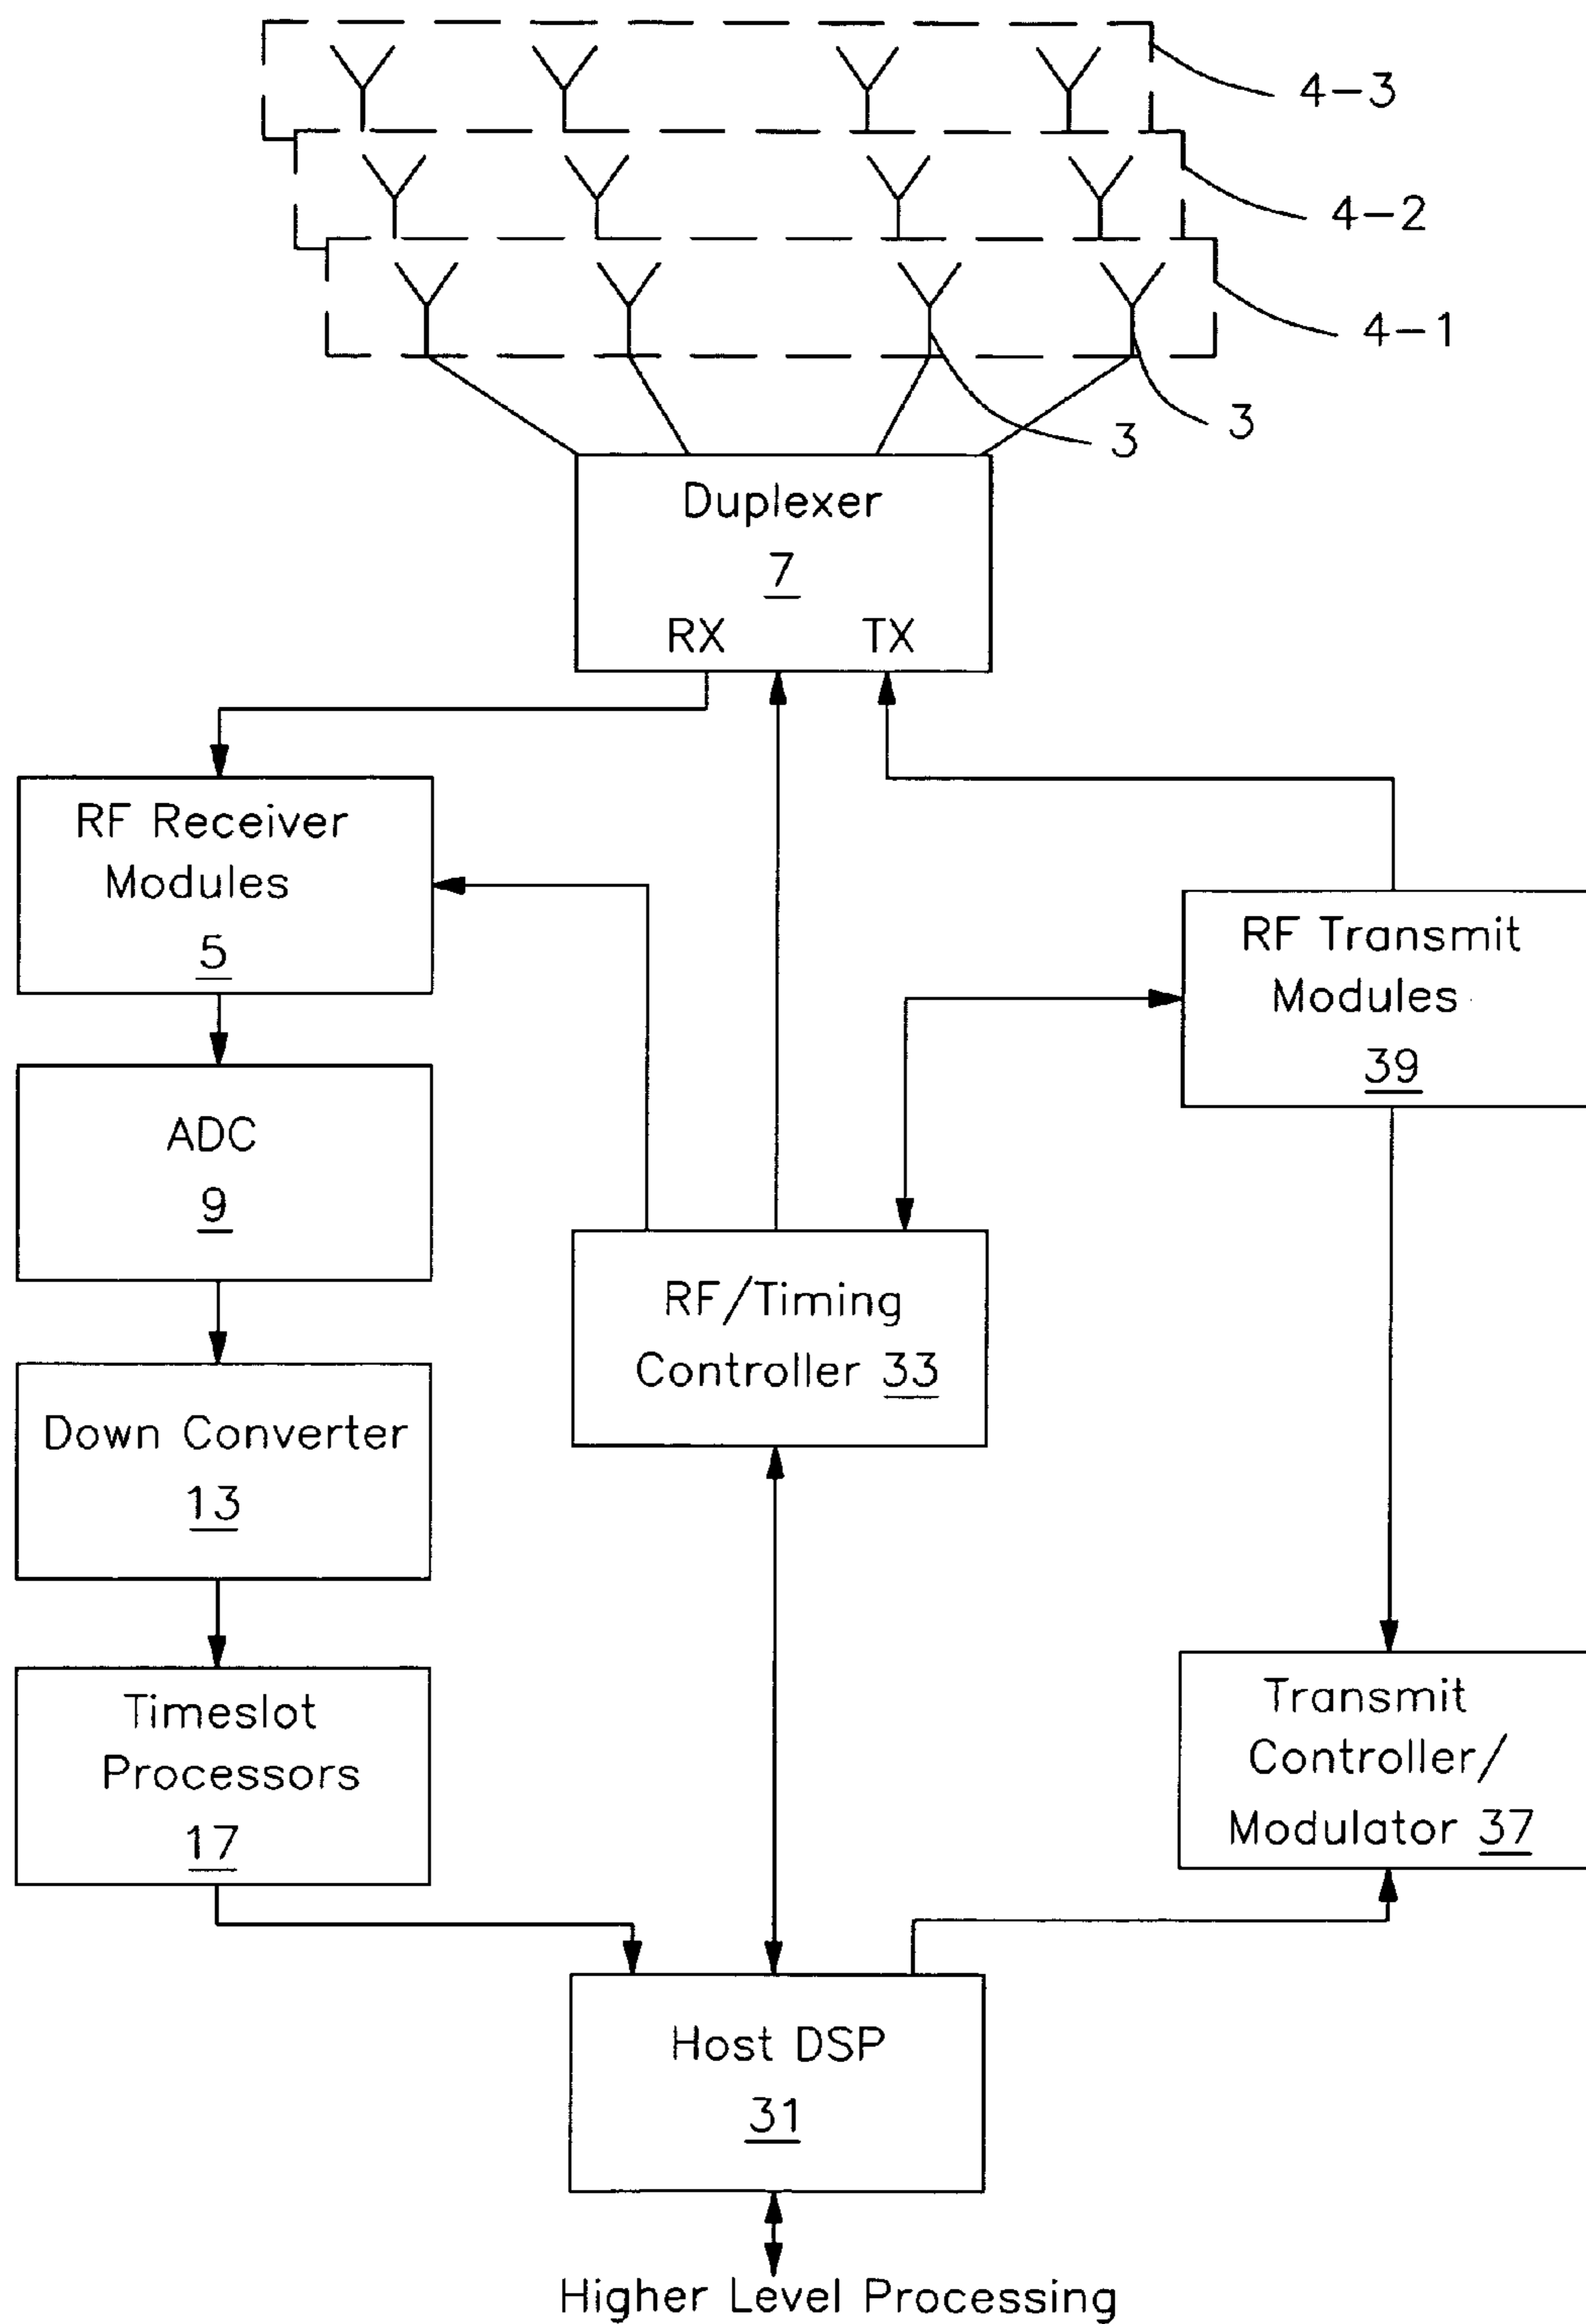 4-3
4-2
4-1
3
3
Duplexer
7
RX TX
RF Receiver
Modules
5
RF Transmit
Modules
39
ADC
9
RF/Timing
Controller 33
Down Converter
13
Timeslot
Processors
17
Transmit
Controller/
Modulator 37
Host DSP
31
Higher Level Processing